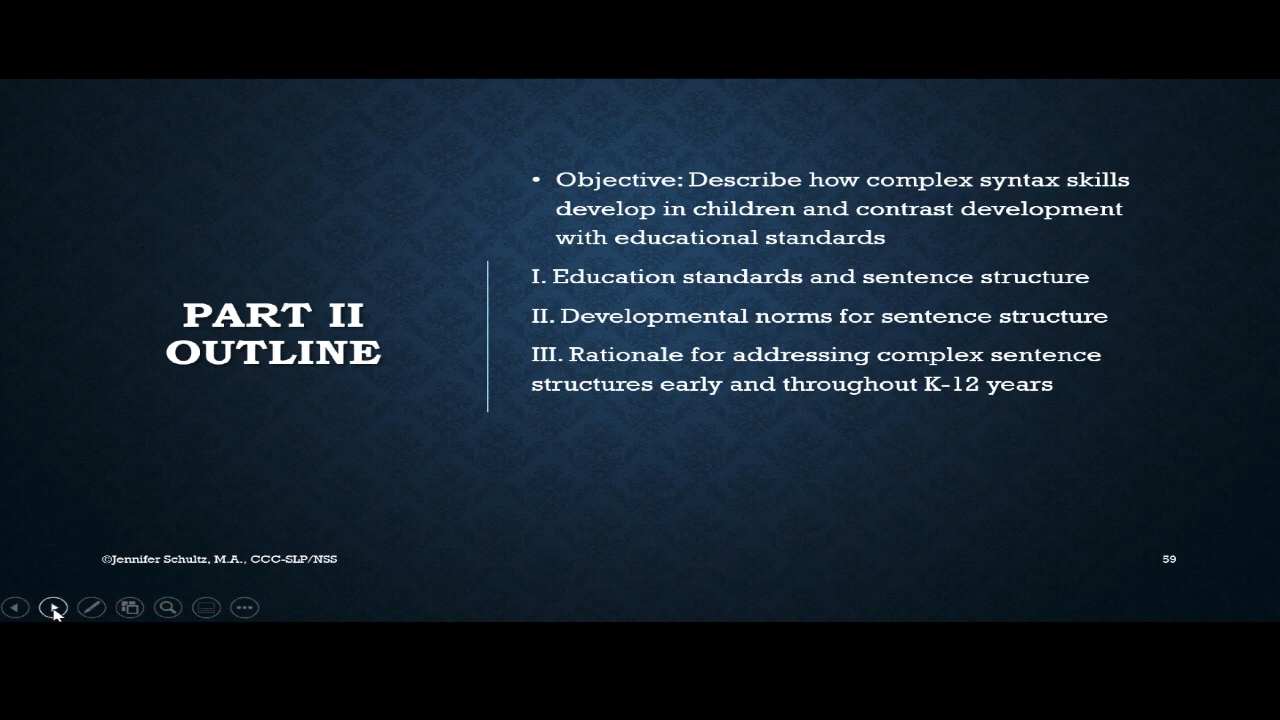 PART II
OUTLINE
• Objective: Describe how complex syntax skills
develop in children and contrast development
with educational standards
I. Education standards and sentence structure
II. Developmental norms for sentence structure
III. Rationale for addressing complex sentence
structures early and throughout K-12 years
©Jennifer Schultz, M.A., CCC-SLP/NSS
59